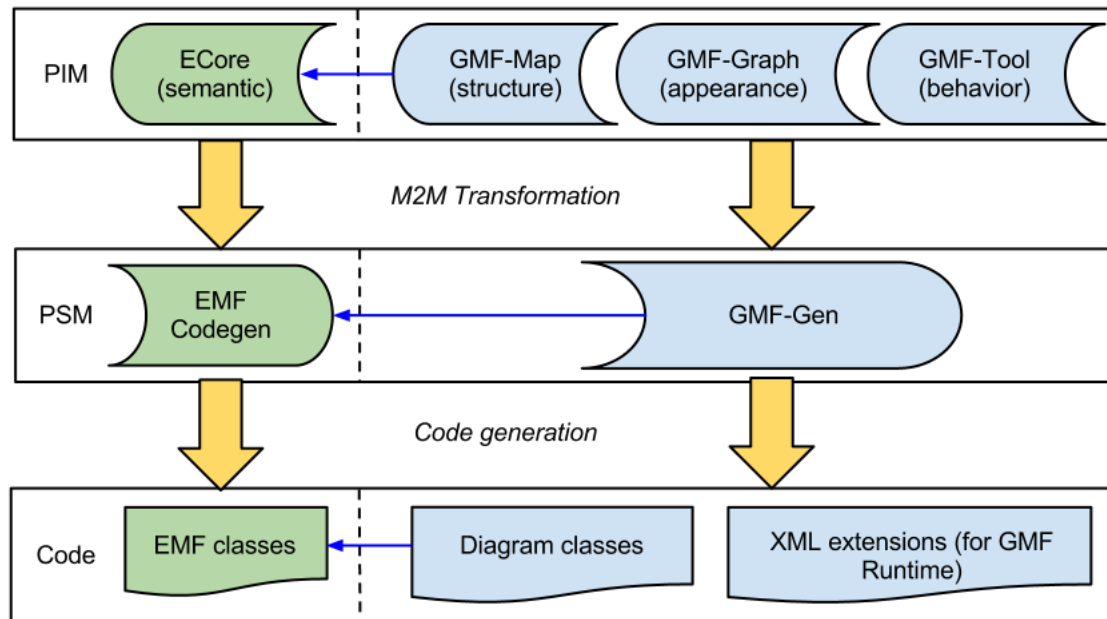 PIM
ECore
(semantic)
GMF-Map
(structure)
GMF-Graph
(appearance)
GMF-Tool
(behavior)
M2M Transformation
PSM
EMF
Codegen
GMF-Gen
Code generation
Code
EMF classes
Diagram classes
XML extensions (for GMF
Runtime)